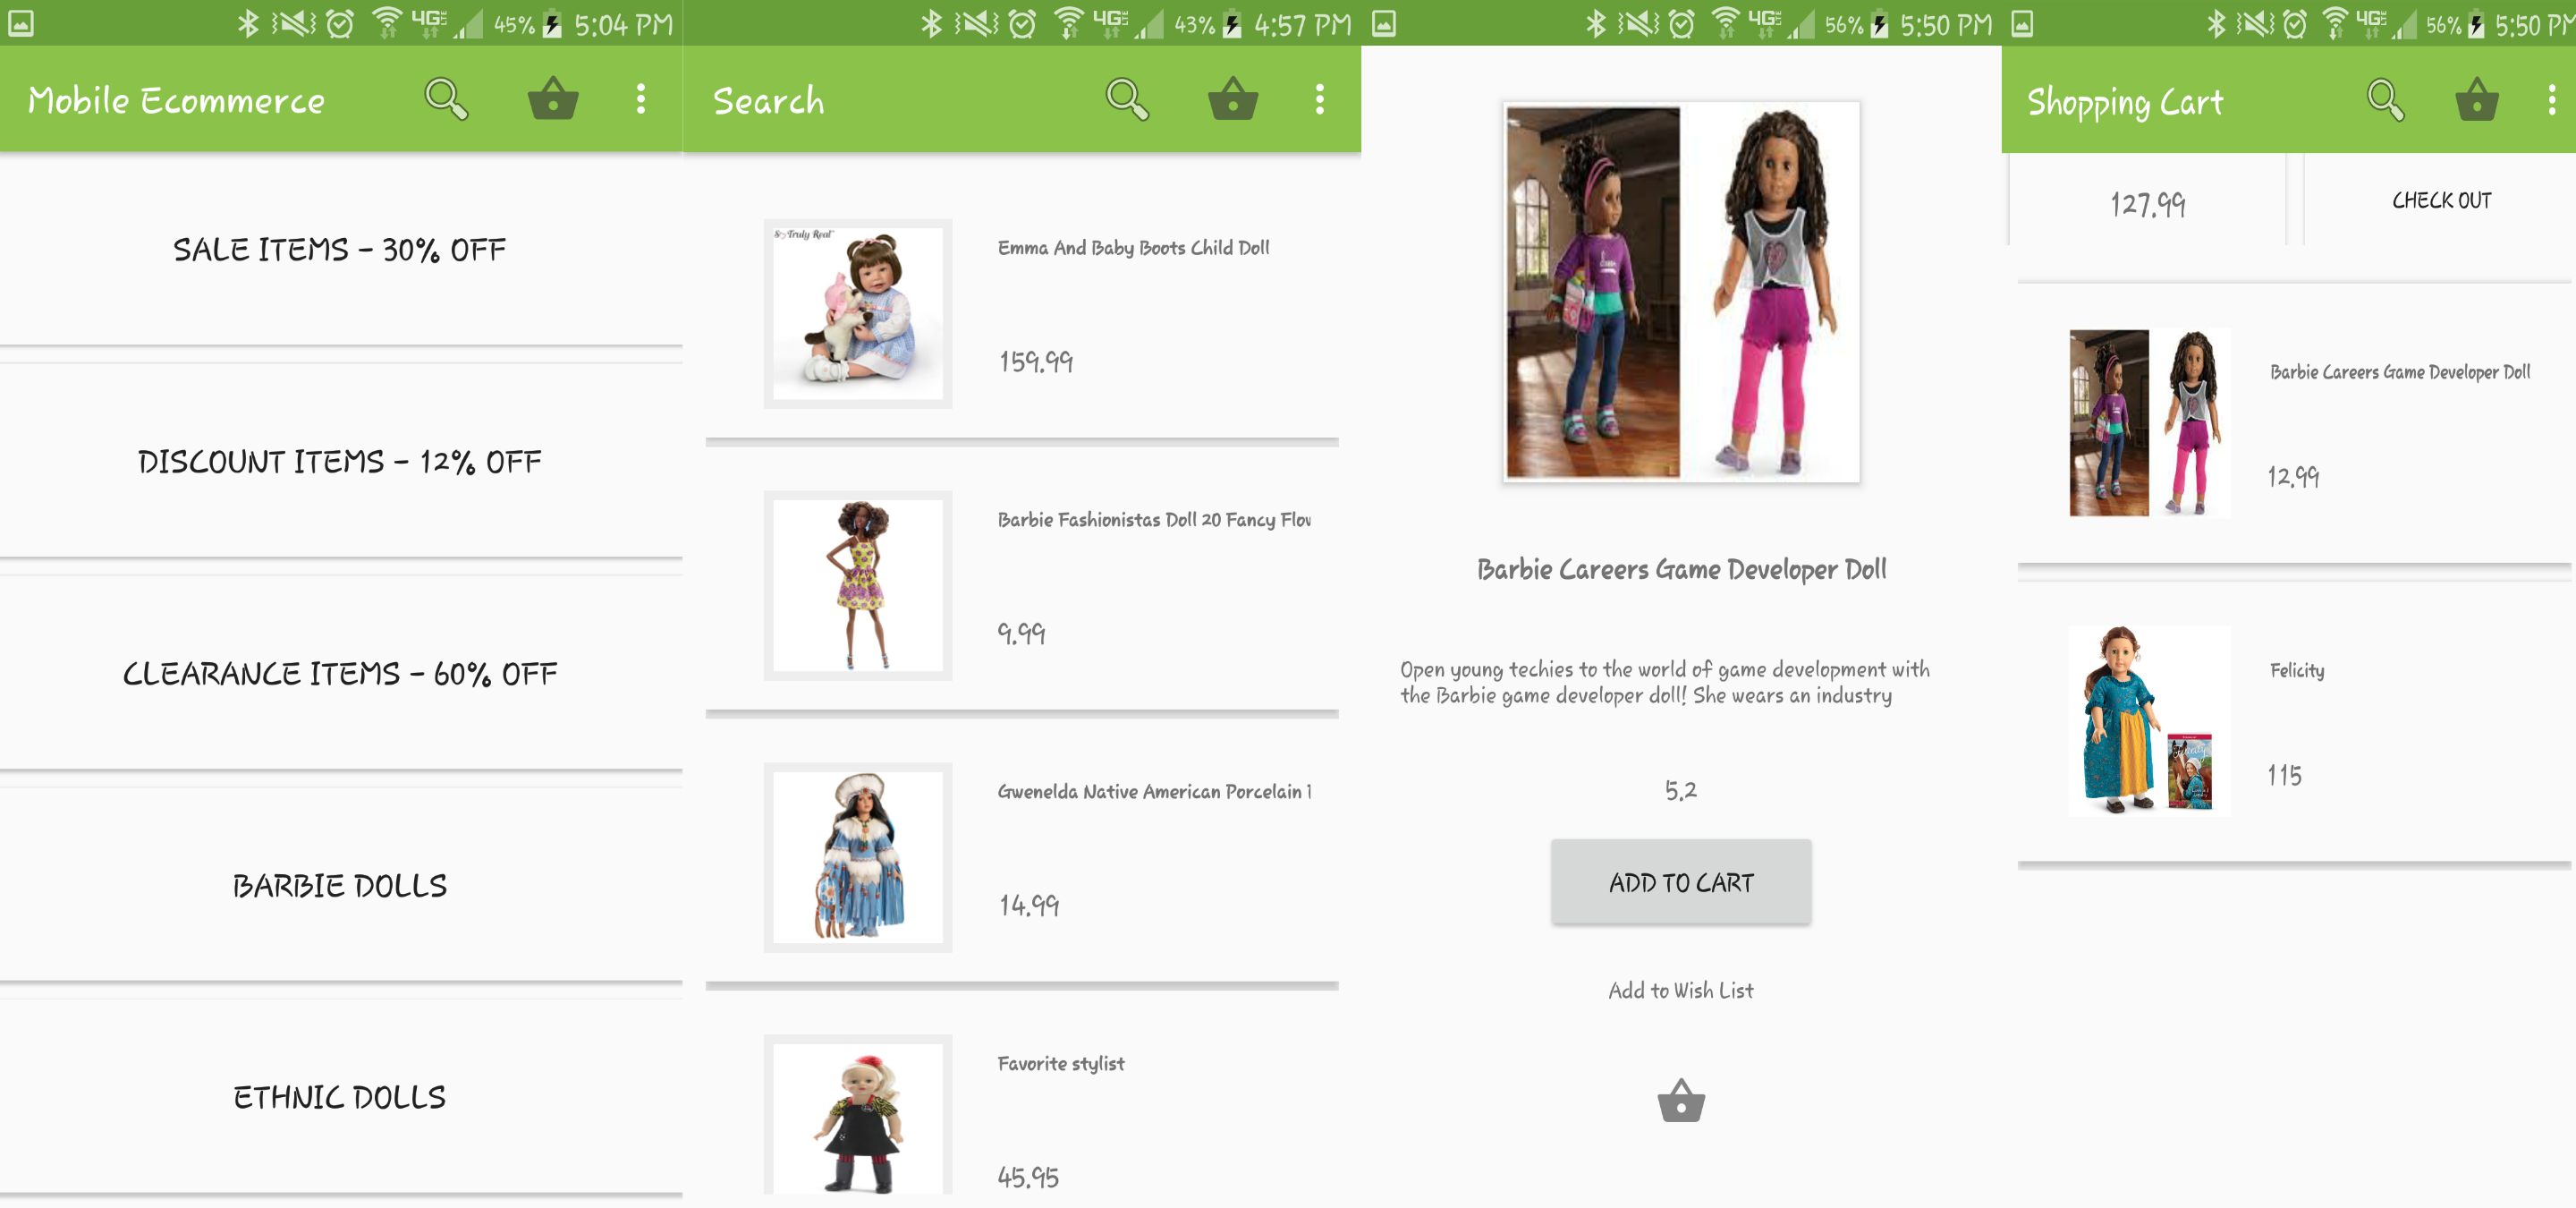 45% 5:04 PM
Mobile Ecommerce
SALE ITEMS - 30% OFF
DISCOUNT ITEMS - 12% OFF
CLEARANCE ITEMS - 60% OFF
BARBIE DOLLS
ETHNIC DOLLS
4G LTE 43% 4:57 PM
Search
So Truly Real
Emma And Baby Boots Child Doll
159.99
Barbie Fashionistas Doll 20 Fancy
9.99
Gwenelda Native American Porcelain
14.99
Favorite stylist
45.95
4G LTE 56% 5:50 PM
Barbie Careers Game Developer Doll
Open young techies to the world of game development with
the Barbie game developer doll! She wears an industry
5.2
ADD TO CART
Add to Wish List
4G LTE 56% 5:50 PM
Shopping Cart
127.99
CHECK OUT
Barbie Careers Game Developer Doll
12.99
Felicity
115